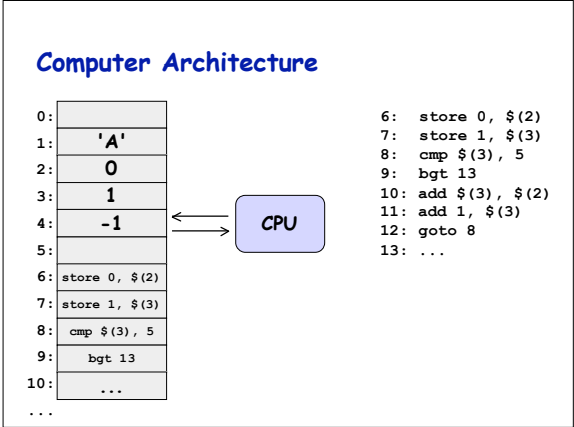 Computer Architecture
0:
1: 'A'
2: 0
3: 1
4: -1
5:
6: store 0, $(2)
7: store 1, $(3)
8: cmp $(3), 5
9: bgt 13
10: ...
...
CPU
6: store 0, $(2)
7: store 1, $(3)
8: cmp $(3), 5
9: bgt 13
10: add $(3), $(2)
11: add 1, $(3)
12: goto 8
13: ...